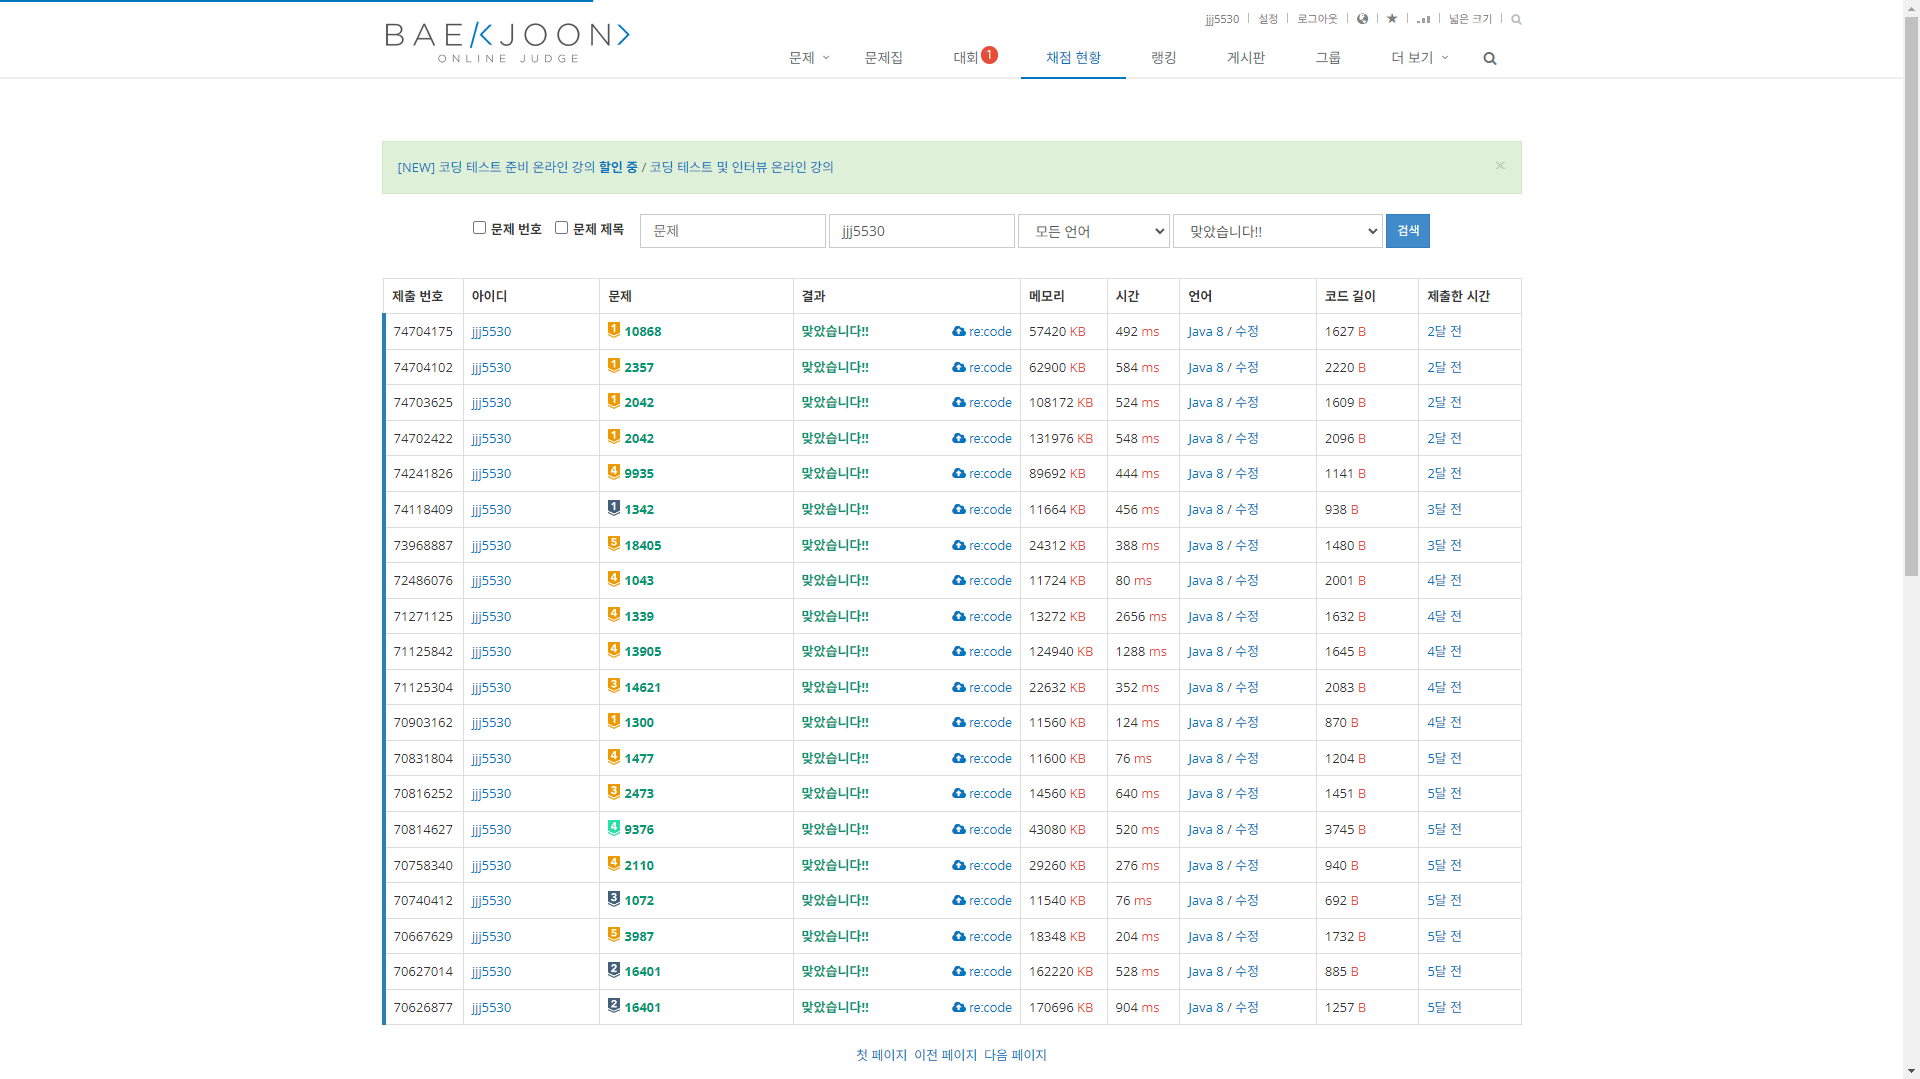 jjj5530 설정 로그아웃 넓은 크기
BAEKJOON
ONLINE JUDGE
문제 문제집 대회 1 채점 현황 랭킹 게시판 그룹 더 보기
[NEW] 코딩 테스트 준비 온라인 강의 할인 중 / 코딩 테스트 및 인터뷰 온라인 강의 ×
문제 번호 문제 제목 문제 jjj5530 모든 언어 맞았습니다!! 검색
제출 번호 아이디 문제 결과 메모리 시간 언어 코드 길이 제출한 시간
74704175 jjj5530 1 10868 맞았습니다!! re:code 57420 KB 492 ms Java 8 / 수정 1627 B 2달 전
74704102 jjj5530 1 2357 맞았습니다!! re:code 62900 KB 584 ms Java 8 / 수정 2220 B 2달 전
74703625 jjj5530 1 2042 맞았습니다!! re:code 108172 KB 524 ms Java 8 / 수정 1609 B 2달 전
74702422 jjj5530 1 2042 맞았습니다!! re:code 131976 KB 548 ms Java 8 / 수정 2096 B 2달 전
74241826 jjj5530 4 9935 맞았습니다!! re:code 89692 KB 444 ms Java 8 / 수정 1141 B 2달 전
74118409 jjj5530 1 1342 맞았습니다!! re:code 11664 KB 456 ms Java 8 / 수정 938 B 3달 전
73968887 jjj5530 5 18405 맞았습니다!! re:code 24312 KB 388 ms Java 8 / 수정 1480 B 3달 전
72486076 jjj5530 4 1043 맞았습니다!! re:code 11724 KB 80 ms Java 8 / 수정 2001 B 4달 전
71271125 jjj5530 4 1339 맞았습니다!! re:code 13272 KB 2656 ms Java 8 / 수정 1632 B 4달 전
71125842 jjj5530 4 13905 맞았습니다!! re:code 124940 KB 1288 ms Java 8 / 수정 1645 B 4달 전
71125304 jjj5530 3 14621 맞았습니다!! re:code 22632 KB 352 ms Java 8 / 수정 2083 B 4달 전
70903162 jjj5530 1 1300 맞았습니다!! re:code 11560 KB 124 ms Java 8 / 수정 870 B 4달 전
70831804 jjj5530 4 1477 맞았습니다!! re:code 11600 KB 76 ms Java 8 / 수정 1204 B 5달 전
70816252 jjj5530 3 2473 맞았습니다!! re:code 14560 KB 640 ms Java 8 / 수정 1451 B 5달 전
70814627 jjj5530 4 9376 맞았습니다!! re:code 43080 KB 520 ms Java 8 / 수정 3745 B 5달 전
70758340 jjj5530 4 2110 맞았습니다!! re:code 29260 KB 276 ms Java 8 / 수정 940 B 5달 전
70740412 jjj5530 3 1072 맞았습니다!! re:code 11540 KB 76 ms Java 8 / 수정 692 B 5달 전
70667629 jjj5530 5 3987 맞았습니다!! re:code 18348 KB 204 ms Java 8 / 수정 1732 B 5달 전
70627014 jjj5530 2 16401 맞았습니다!! re:code 162220 KB 528 ms Java 8 / 수정 885 B 5달 전
70626877 jjj5530 2 16401 맞았습니다!! re:code 170696 KB 904 ms Java 8 / 수정 1257 B 5달 전
첫 페이지 이전 페이지 다음 페이지